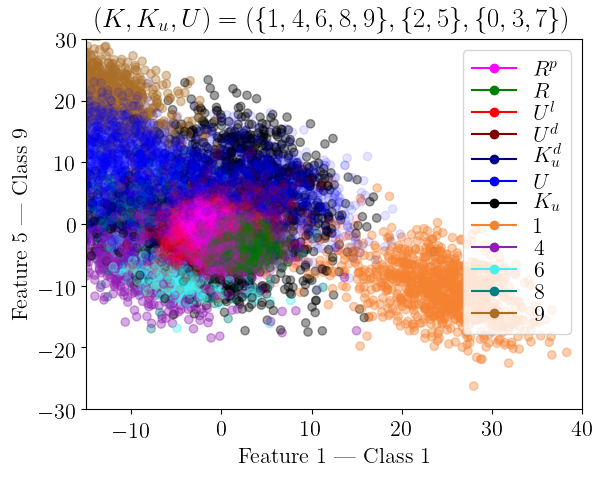 (K, K_u, U) = ({1, 4, 6, 8, 9}, {2, 5}, {0, 3, 7})
30
20
10
0
−10
−20
−30
Feature 5 — Class 9
R^p
R
U^l
U^d
K_u^d
U
K_u
1
4
6
8
9
−10
0
10
20
30
40
Feature 1 — Class 1